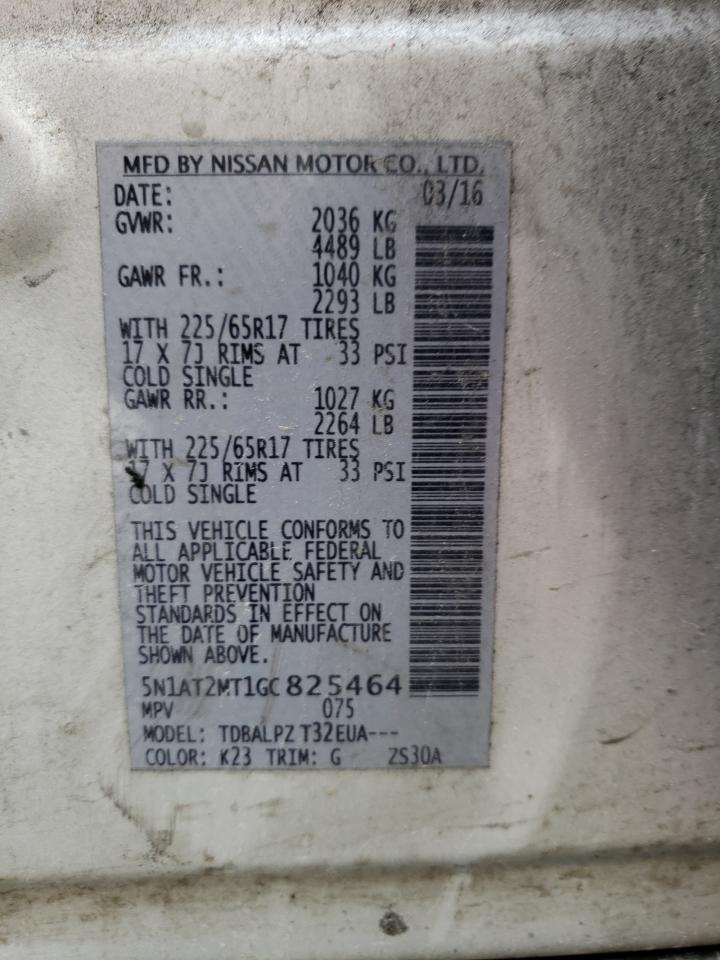 MFD BY NISSAN MOTOR CO., LTD.
DATE: 03/16
GVWR: 2036 KG
4489 LB
GAWR FR.: 1040 KG
2293 LB
WITH 225/65R17 TIRES
17 X 7J RIMS AT 33 PSI
COLD SINGLE
GAWR RR.: 1027 KG
2264 LB
WITH 225/65R17 TIRES
17 X 7J RIMS AT 33 PSI
COLD SINGLE
THIS VEHICLE CONFORMS TO
ALL APPLICABLE FEDERAL
MOTOR VEHICLE SAFETY AND
THEFT PREVENTION
STANDARDS IN EFFECT ON
THE DATE OF MANUFACTURE
SHOWN ABOVE.
5N1AT2MT1GC825464
MPV 075
MODEL: TDBALPZ T32EUA---
COLOR: K23 TRIM: G ZS30A